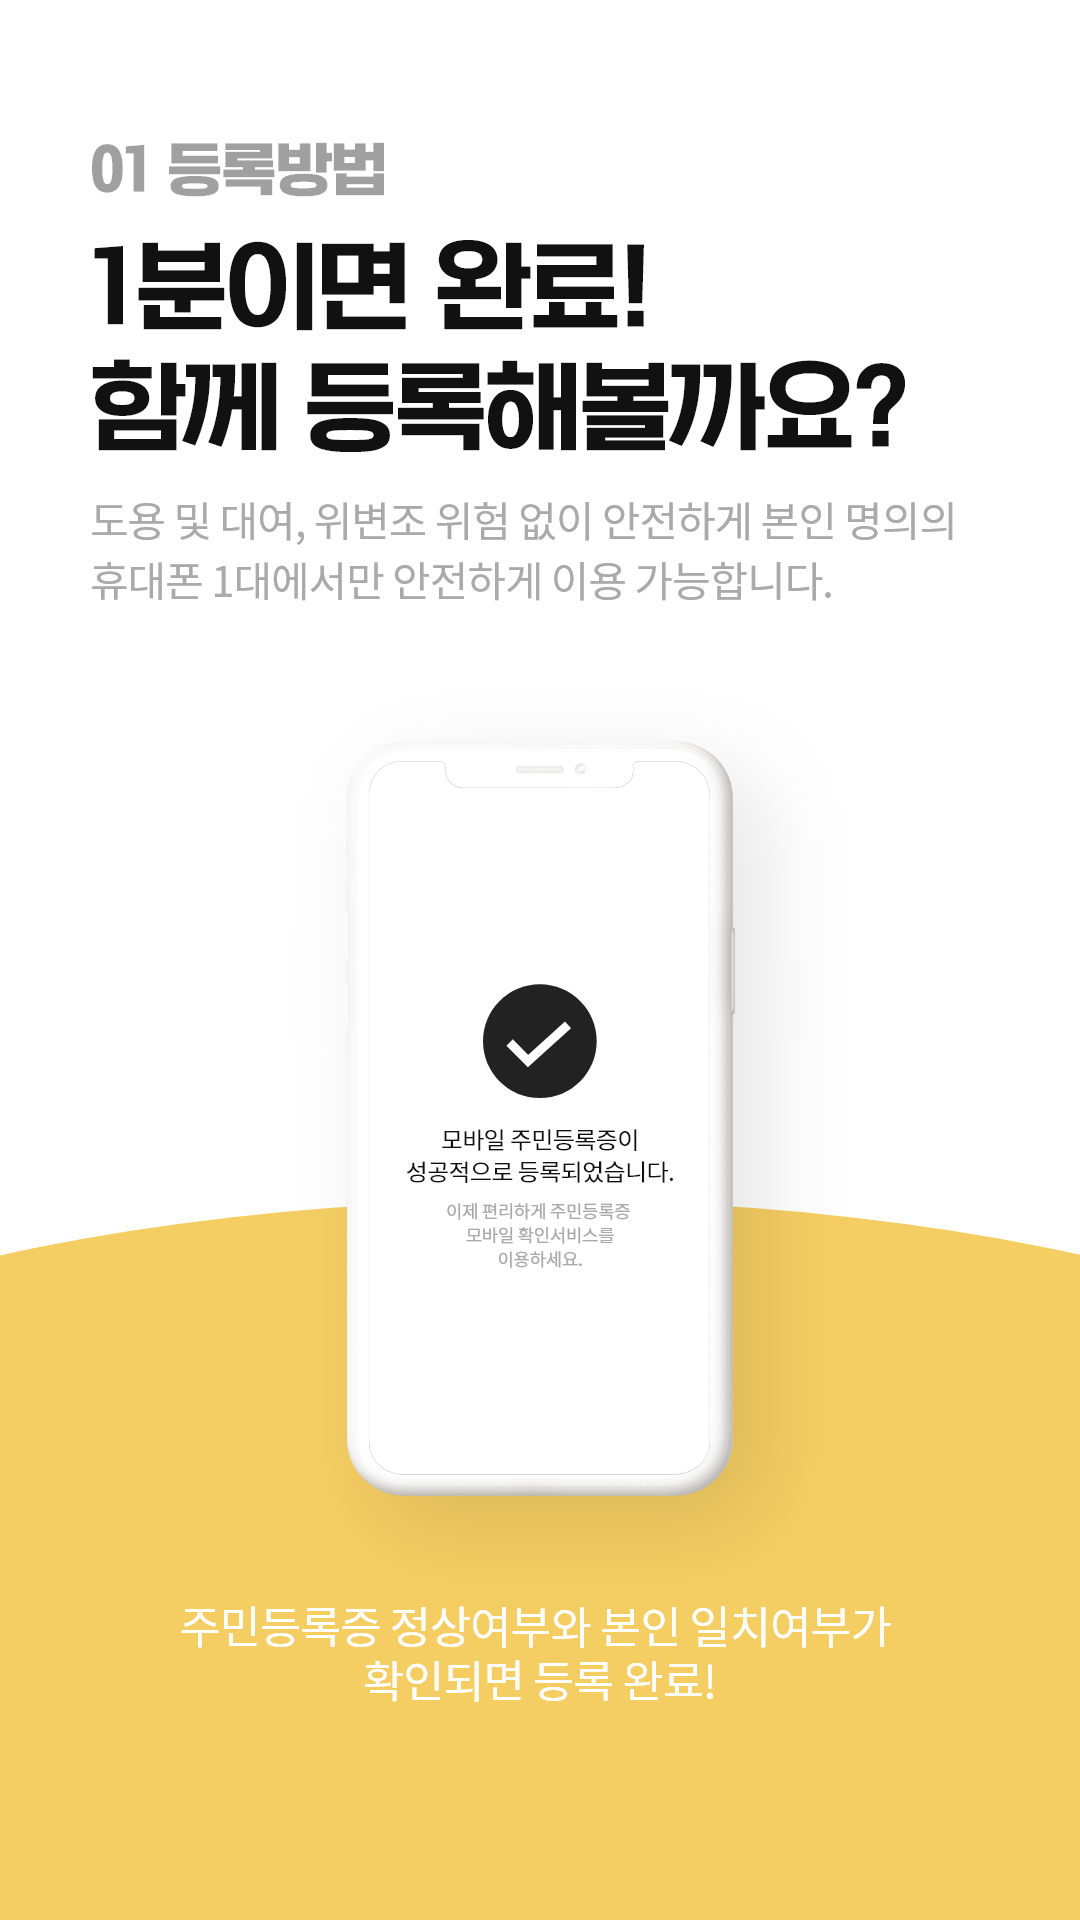 01 등록방법
1분이면 완료!
함께 등록해볼까요?
도용 및 대여, 위변조 위험 없이 안전하게 본인 명의의
휴대폰 1대에서만 안전하게 이용 가능합니다.
모바일 주민등록증이
성공적으로 등록되었습니다.
이제 편리하게 주민등록증
모바일 확인서비스를
이용하세요.
주민등록증 정상여부와 본인 일치여부가
확인되면 등록 완료!